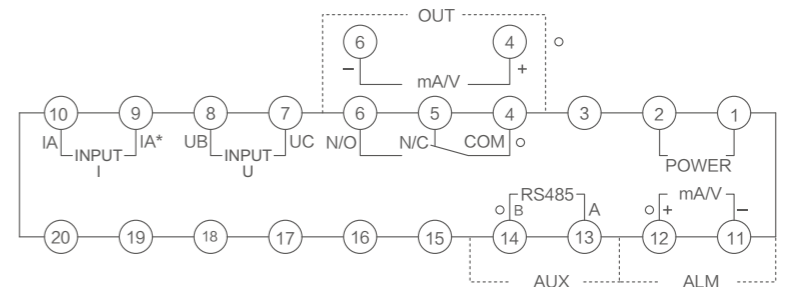 OUT
6 4
− +
mA/V
10 9 8 7 6 5 4 3 2 1
IA IA* UB UC N/O N/C COM
INPUT
I
INPUT
U
POWER
RS485 mA/V
B A + −
20 19 18 17 16 15 14 13 12 11
AUX ALM